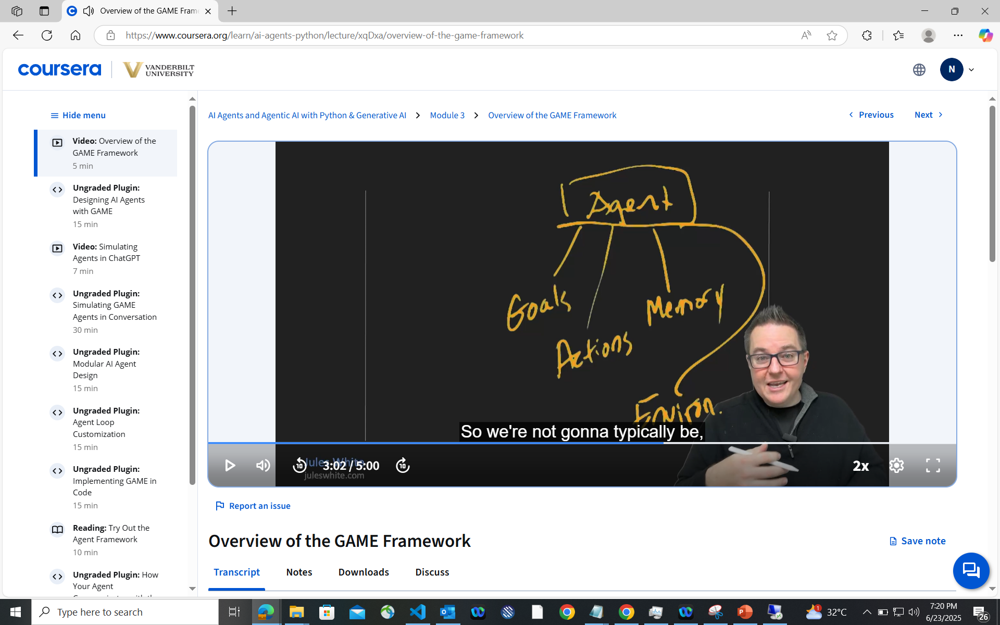 Overview of the GAME Fram
https://www.coursera.org/learn/ai-agents-python/lecture/xqDxa/overview-of-the-game-framework
coursera
VANDERBILT
UNIVERSITY
N
Hide menu
Video: Overview of the
GAME Framework
5 min
Ungraded Plugin:
Designing AI Agents
with GAME
15 min
Video: Simulating
Agents in ChatGPT
7 min
Ungraded Plugin:
Simulating GAME
Agents in Conversation
30 min
Ungraded Plugin:
Modular AI Agent
Design
15 min
Ungraded Plugin:
Agent Loop
Customization
15 min
Ungraded Plugin:
Implementing GAME in
Code
15 min
Reading: Try Out the
Agent Framework
10 min
Ungraded Plugin: How
Your Agent
AI Agents and Agentic AI with Python & Generative AI
Module 3
Overview of the GAME Framework
Previous
Next
Agent
Goals
Memory
Actions
Environ.
So we're not gonna typically be,
Jules White
juleswhite.com
10
3:02 / 5:00
10
2x
Report an issue
Overview of the GAME Framework
Save note
Transcript
Notes
Downloads
Discuss
Type here to search
1
32°C
7:20 PM
6/23/2025
26